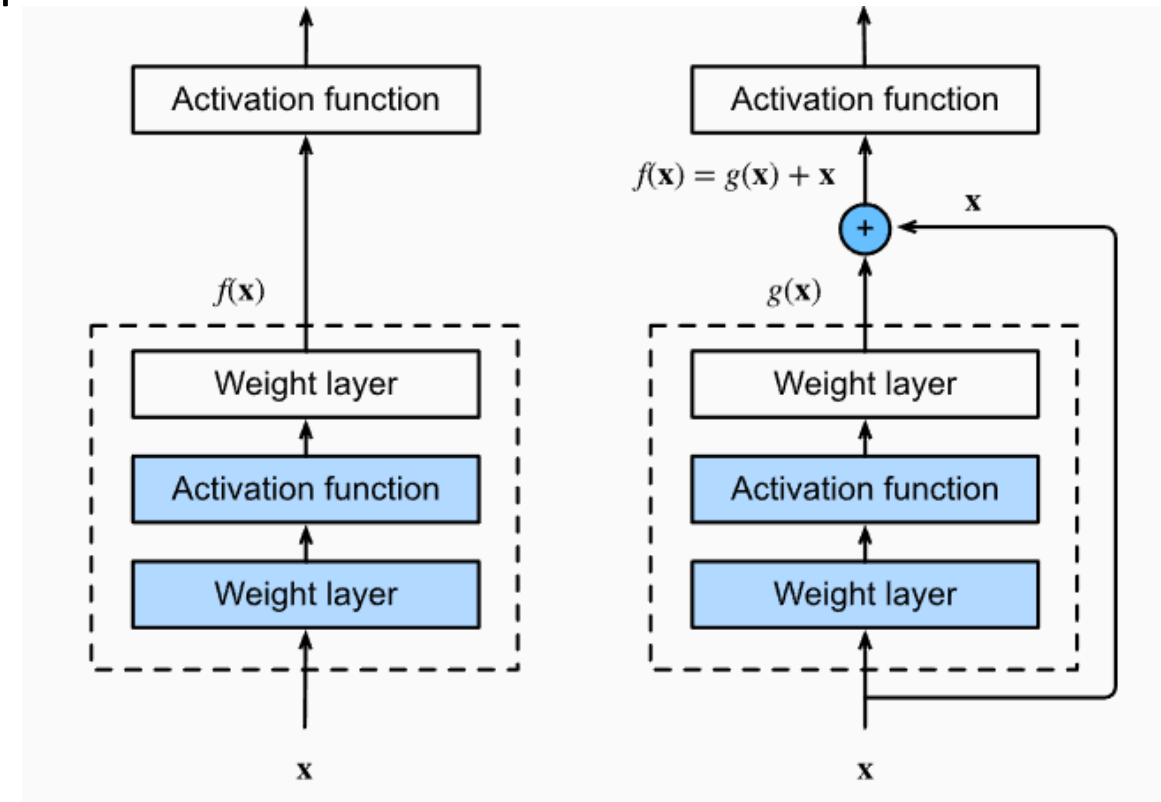 Activation function
f(x)
Weight layer
Activation function
Weight layer
x
Activation function
f(x) = g(x) + x
x
+
g(x)
Weight layer
Activation function
Weight layer
x